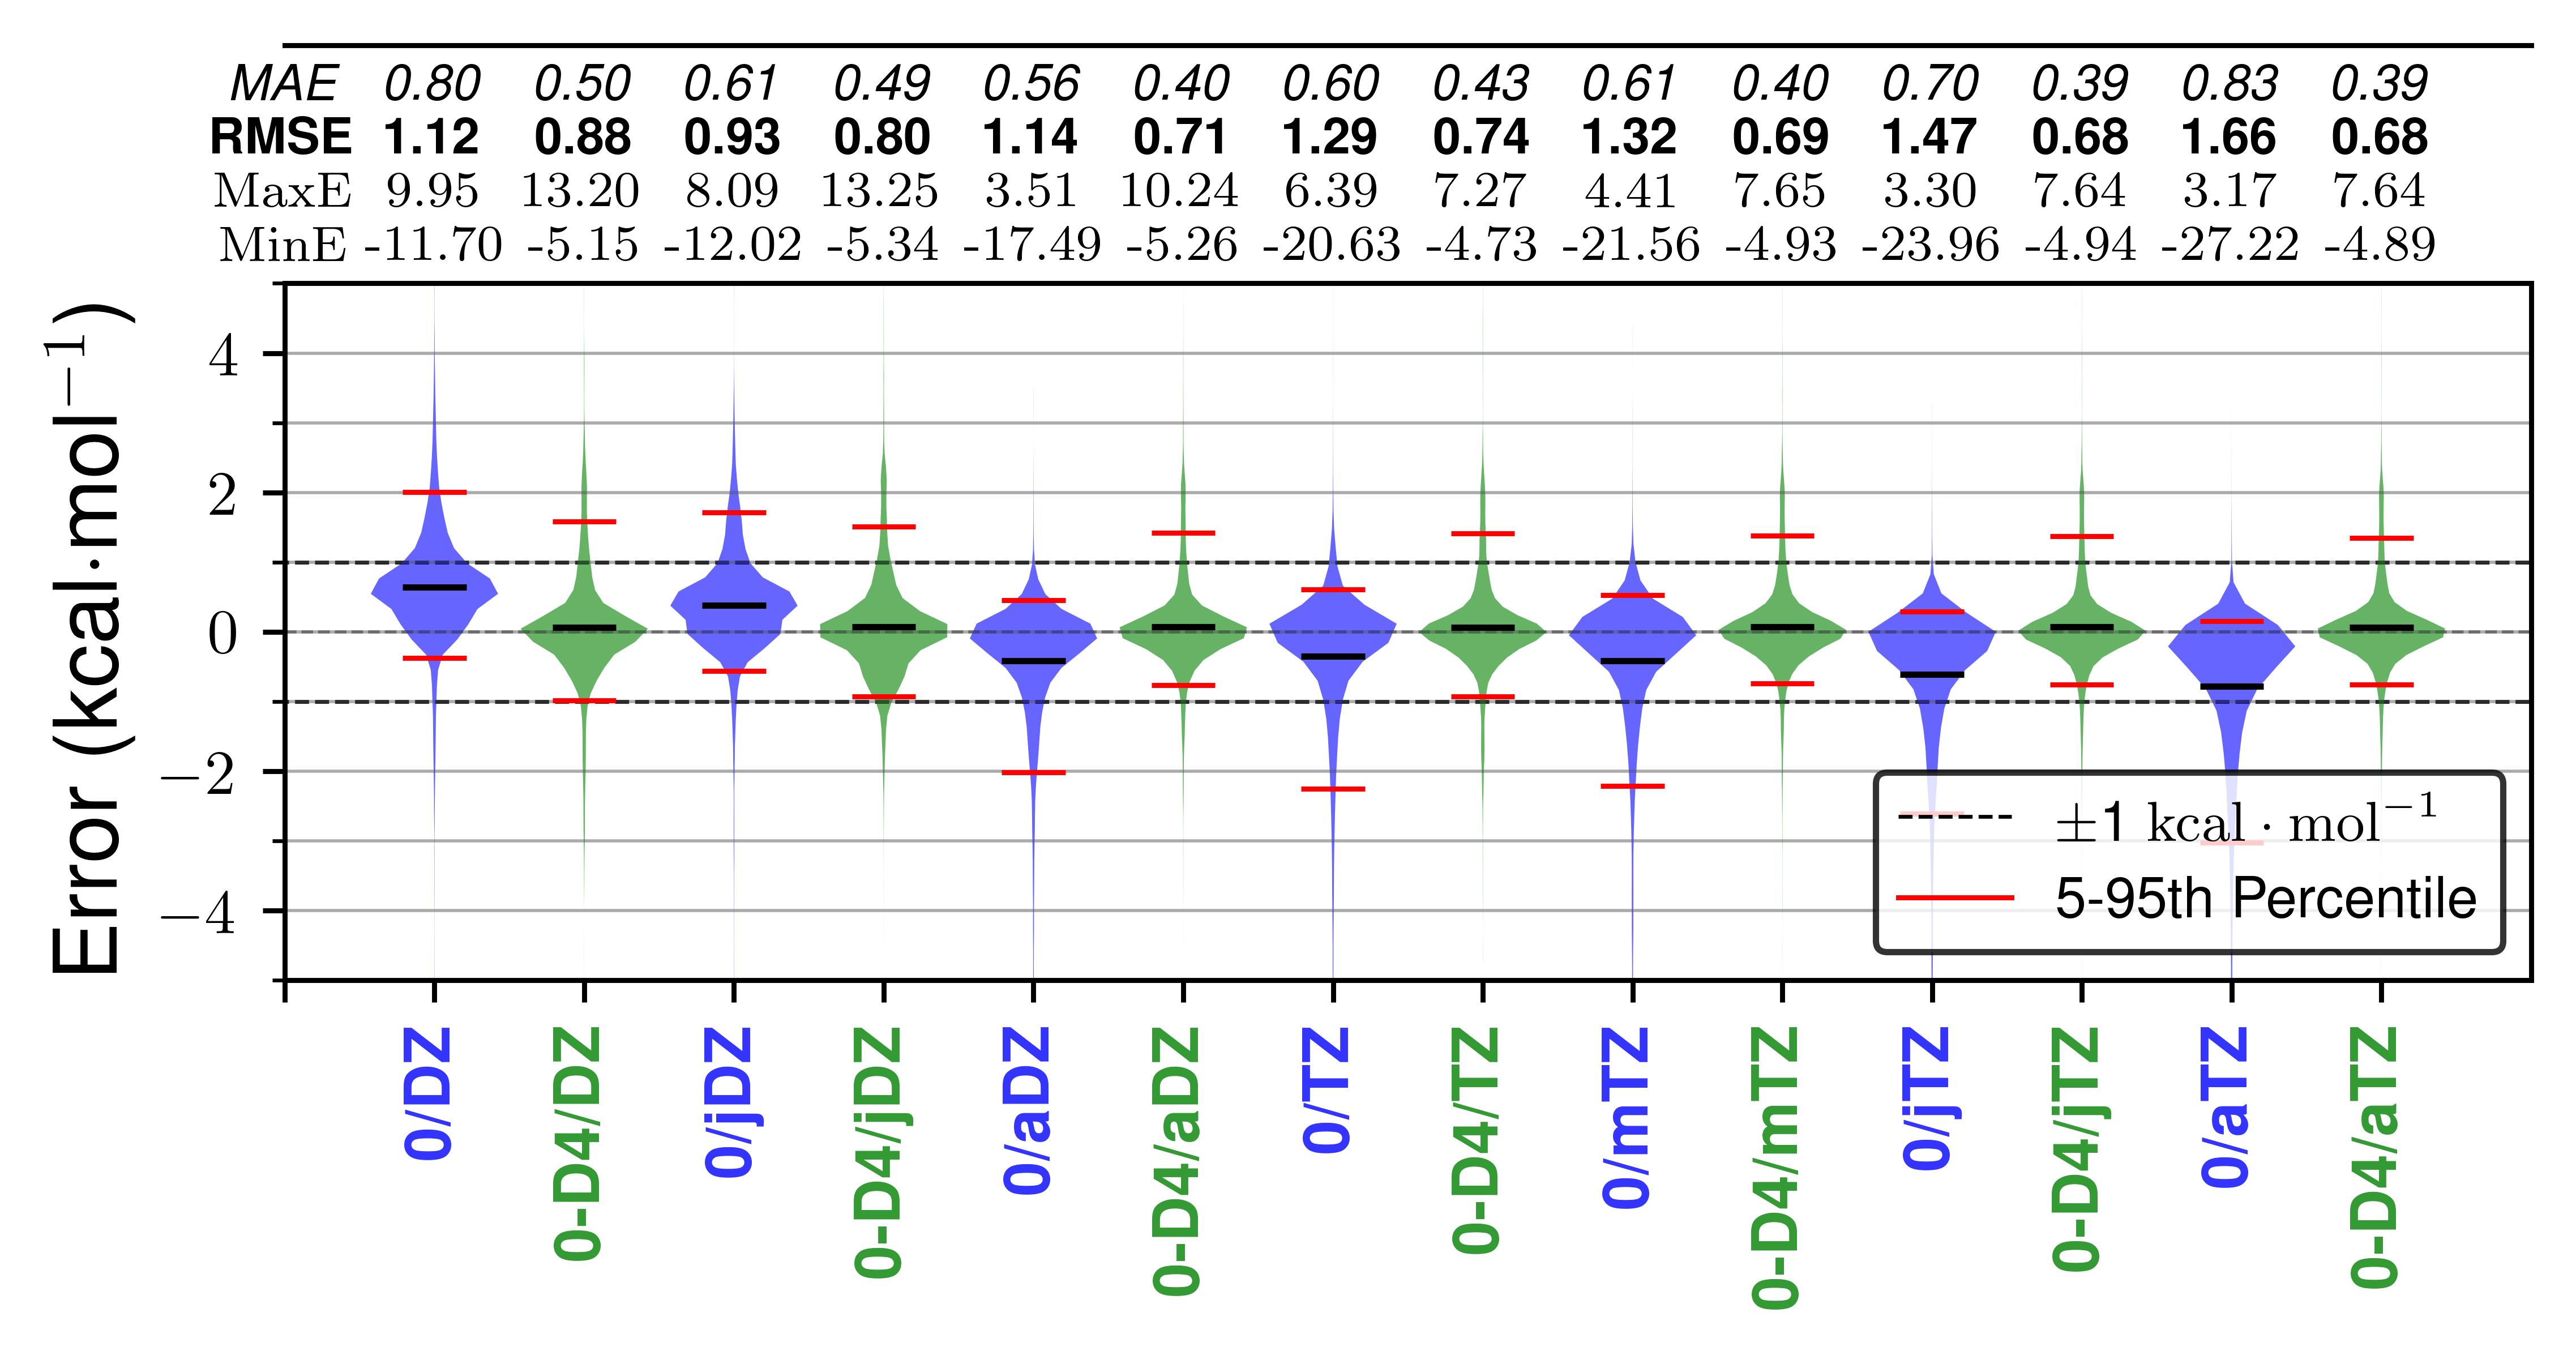 MAE 0.80 0.50 0.61 0.49 0.56 0.40 0.60 0.43 0.61 0.40 0.70 0.39 0.83 0.39
RMSE 1.12 0.88 0.93 0.80 1.14 0.71 1.29 0.74 1.32 0.69 1.47 0.68 1.66 0.68
MaxE 9.95 13.20 8.09 13.25 3.51 10.24 6.39 7.27 4.41 7.65 3.30 7.64 3.17 7.64
MinE -11.70 -5.15 -12.02 -5.34 -17.49 -5.26 -20.63 -4.73 -21.56 -4.93 -23.96 -4.94 -27.22 -4.89
Error (kcal·mol⁻¹)
4
2
0
−2
−4
±1 kcal · mol⁻¹
5-95th Percentile
0/DZ
0-D4/DZ
0/jDZ
0-D4/jDZ
0/aDZ
0-D4/aDZ
0/TZ
0-D4/TZ
0/mTZ
0-D4/mTZ
0/jTZ
0-D4/jTZ
0/aTZ
0-D4/aTZ